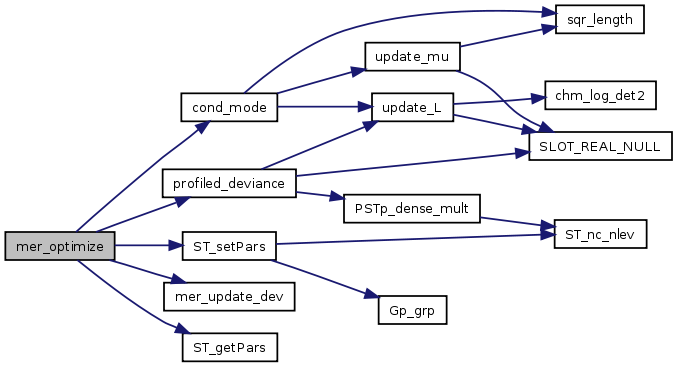 sqr_length
update_mu
chm_log_det2
cond_mode
update_L
SLOT_REAL_NULL
profiled_deviance
PSTp_dense_mult
ST_nc_nlev
mer_optimize
ST_setPars
mer_update_dev
Gp_grp
ST_getPars